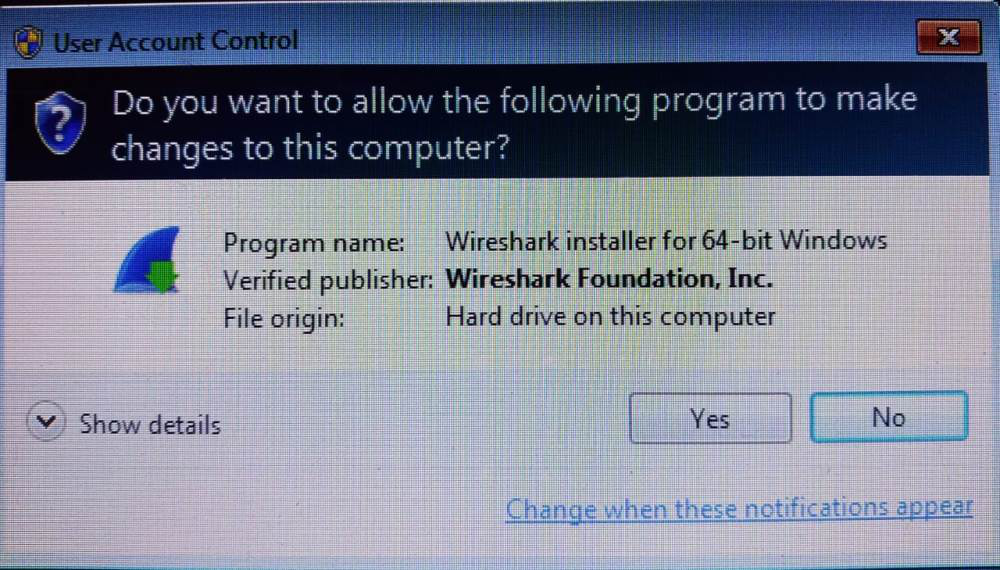 User Account Control
Do you want to allow the following program to make
changes to this computer?
Program name: Wireshark installer for 64-bit Windows
Verified publisher: Wireshark Foundation, Inc.
File origin: Hard drive on this computer
Show details
Yes
No
Change when these notifications appear